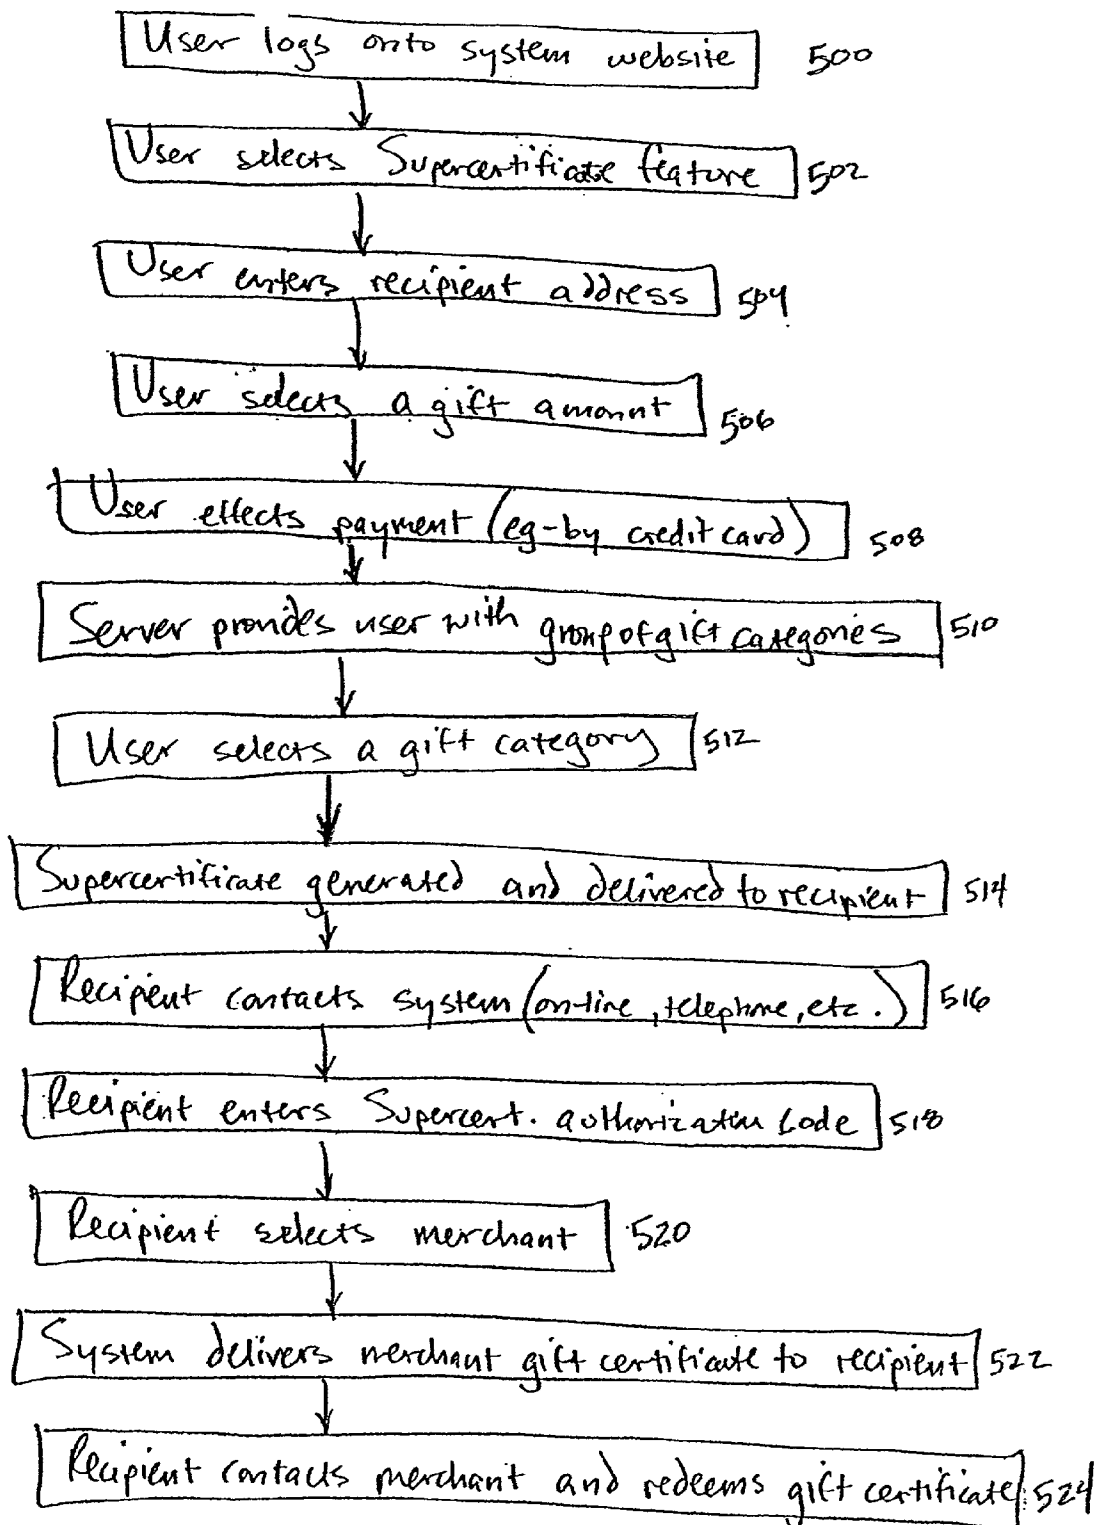 User logs onto system website 500
User selects Supercertificate feature 502
User enters recipient address 504
User selects a gift amount 506
User effects payment (eg-by credit card) 508
Server provides user with group of gift categories 510
User selects a gift category 512
Supercertificate generated and delivered to recipient 514
Recipient contacts system (on-line, telephone, etc.) 516
Recipient enters Supercert. authorization code 518
Recipient selects merchant 520
System delivers merchant gift certificate to recipient 522
Recipient contacts merchant and redeems gift certificate 524